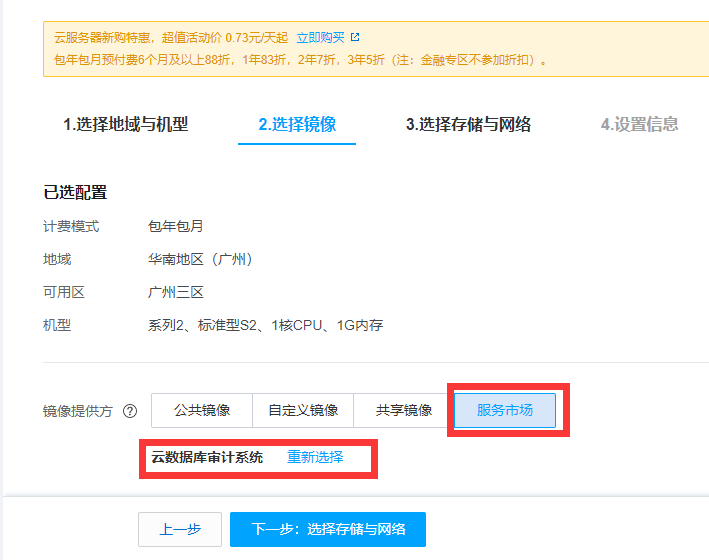 云服务器新购特惠，超值活动价 0.73元/天起 立即购买
包年包月预付费6个月及以上88折，1年83折，2年7折，3年5折（注：金融专区不参加折扣）。
1.选择地域与机型 2.选择镜像 3.选择存储与网络 4.设置信息
已选配置
计费模式 包年包月
地域 华南地区（广州）
可用区 广州三区
机型 系列2、标准型S2、1核CPU、1G内存
镜像提供方 ? 公共镜像 自定义镜像 共享镜像 服务市场
云数据库审计系统 重新选择
上一步 下一步：选择存储与网络